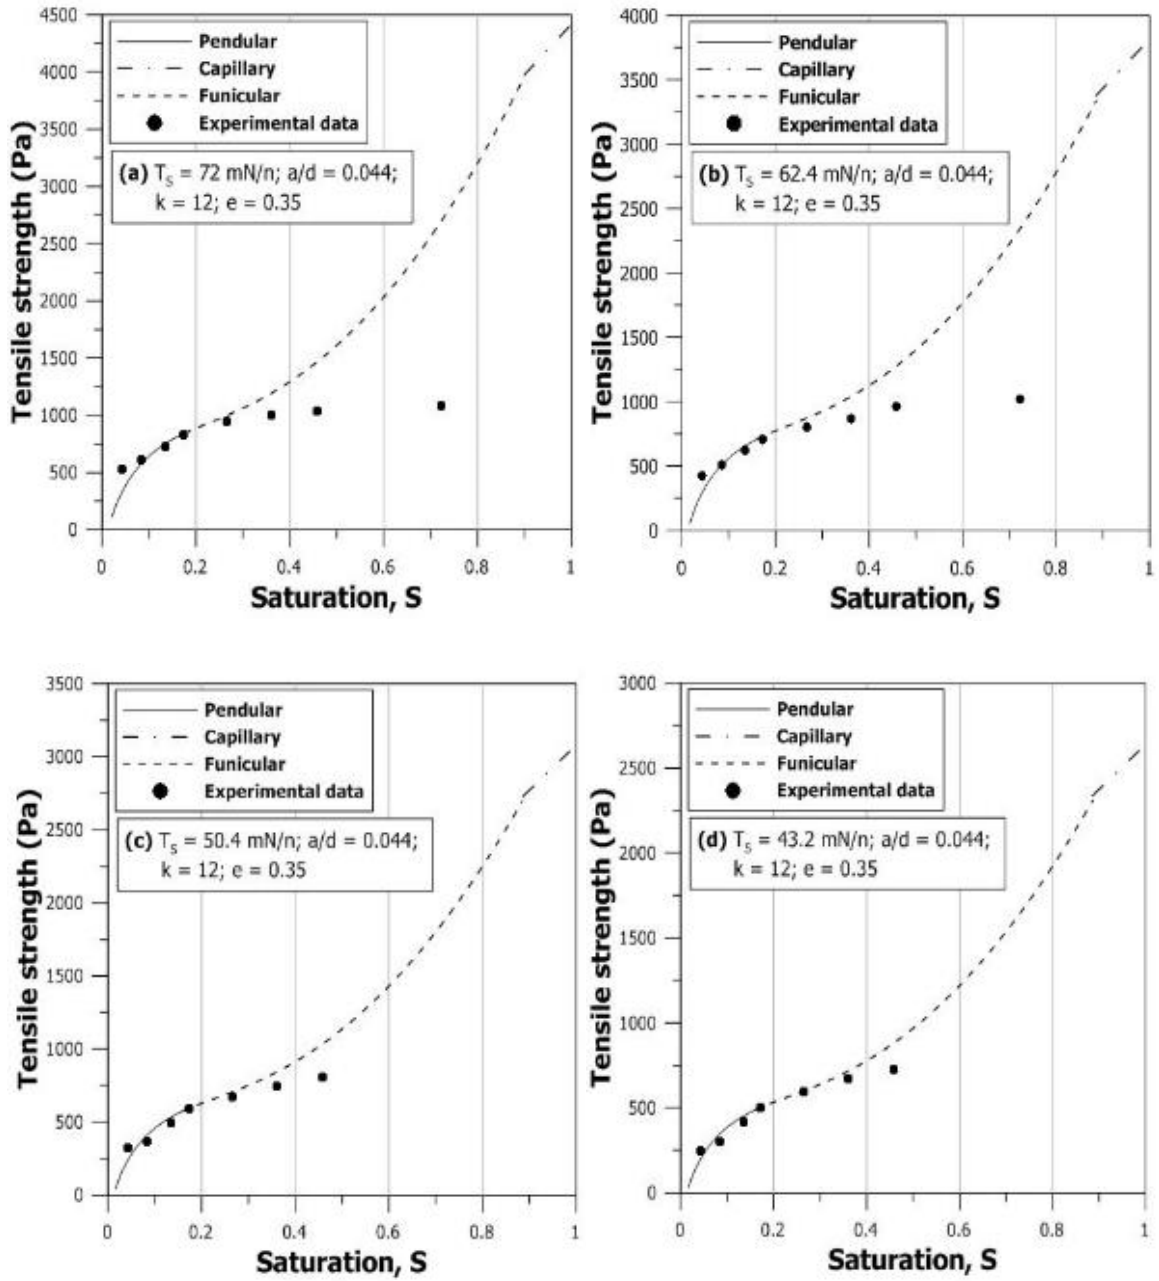 4500
4000
3500
3000
2500
2000
1500
1000
500
0
Tensile strength (Pa)
Pendular
Capillary
Funicular
Experimental data
(a) TS = 72 mN/n; a/d = 0.044;
k = 12; e = 0.35
0 0.2 0.4 0.6 0.8 1
Saturation, S
4000
3500
3000
2500
2000
1500
1000
500
0
Tensile strength (Pa)
Pendular
Capillary
Funicular
Experimental data
(b) TS = 62.4 mN/n; a/d = 0.044;
k = 12; e = 0.35
0 0.2 0.4 0.6 0.8 1
Saturation, S
3500
3000
2500
2000
1500
1000
500
0
Tensile strength (Pa)
Pendular
Capillary
Funicular
Experimental data
(c) TS = 50.4 mN/n; a/d = 0.044;
k = 12; e = 0.35
0 0.2 0.4 0.6 0.8 1
Saturation, S
3000
2500
2000
1500
1000
500
0
Tensile strength (Pa)
Pendular
Capillary
Funicular
Experimental data
(d) TS = 43.2 mN/n; a/d = 0.044;
k = 12; e = 0.35
0 0.2 0.4 0.6 0.8 1
Saturation, S